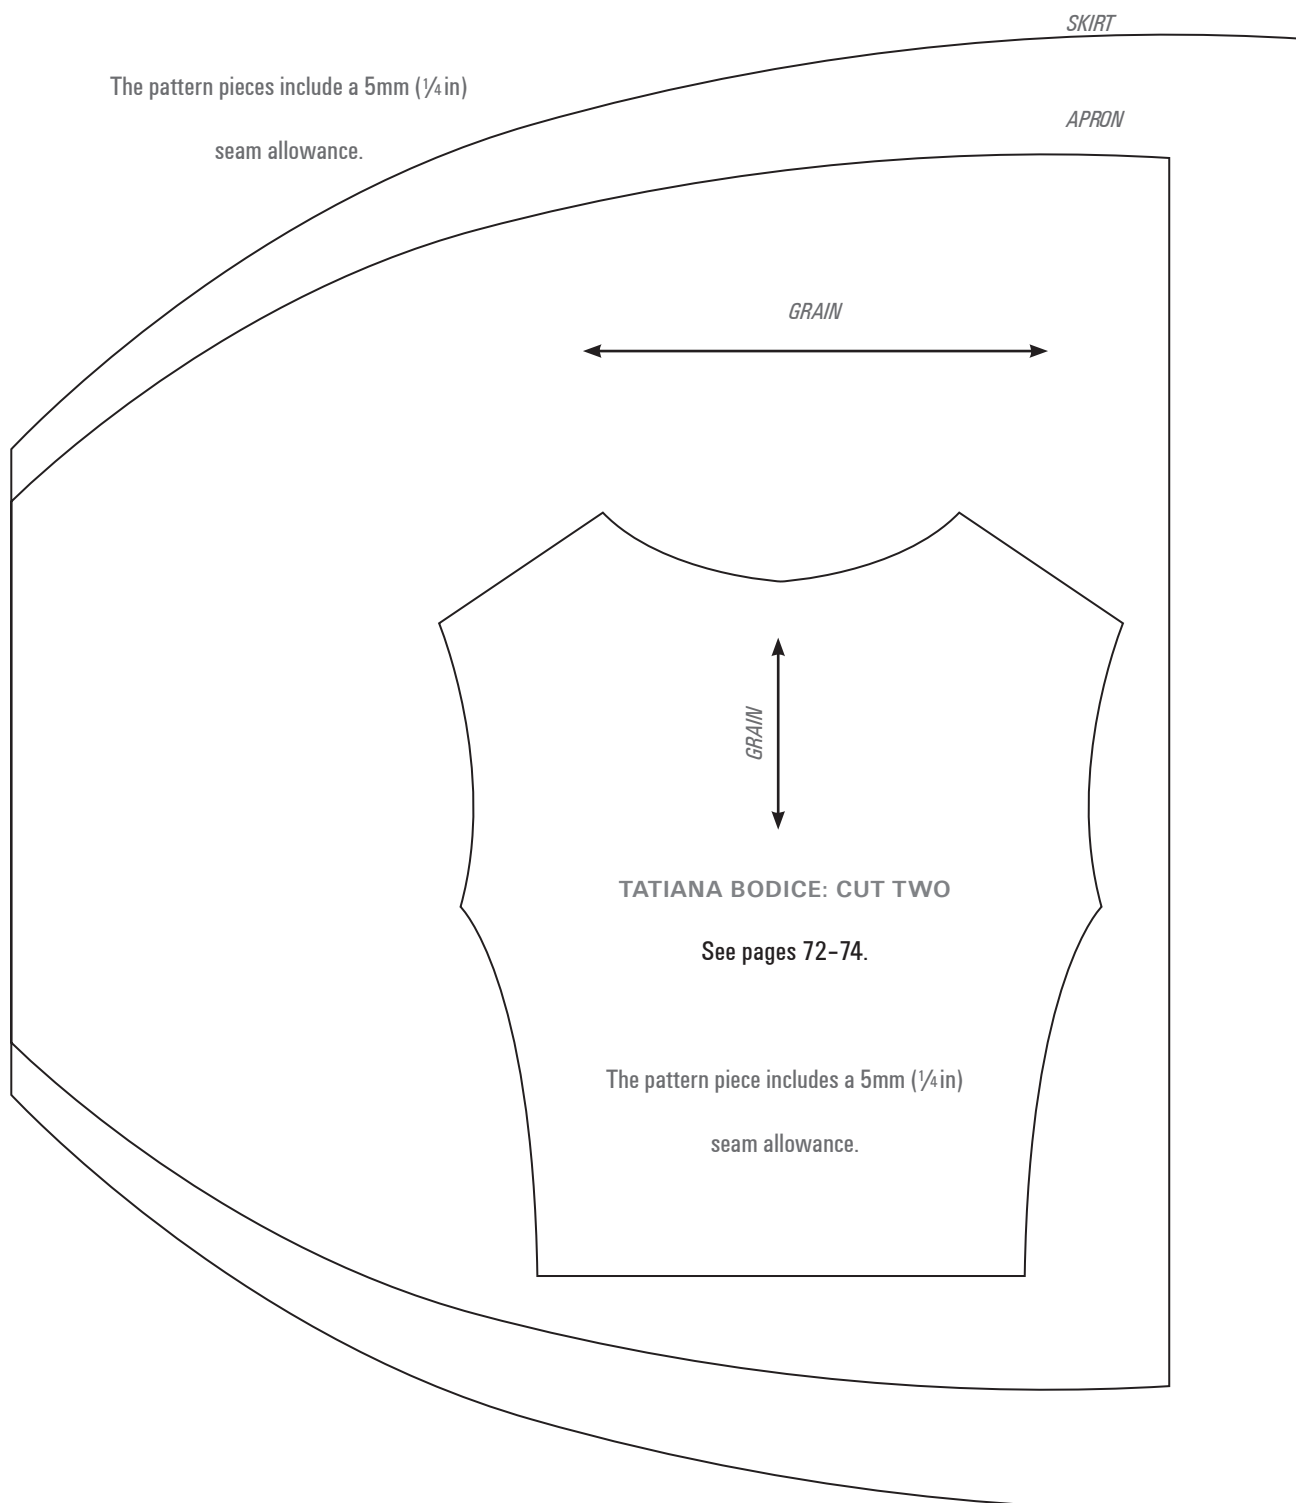 SKIRT
The pattern pieces include a 5mm (¼in)
seam allowance.
APRON
GRAIN
GRAIN
TATIANA BODICE: CUT TWO
See pages 72–74.
The pattern piece includes a 5mm (¼in)
seam allowance.